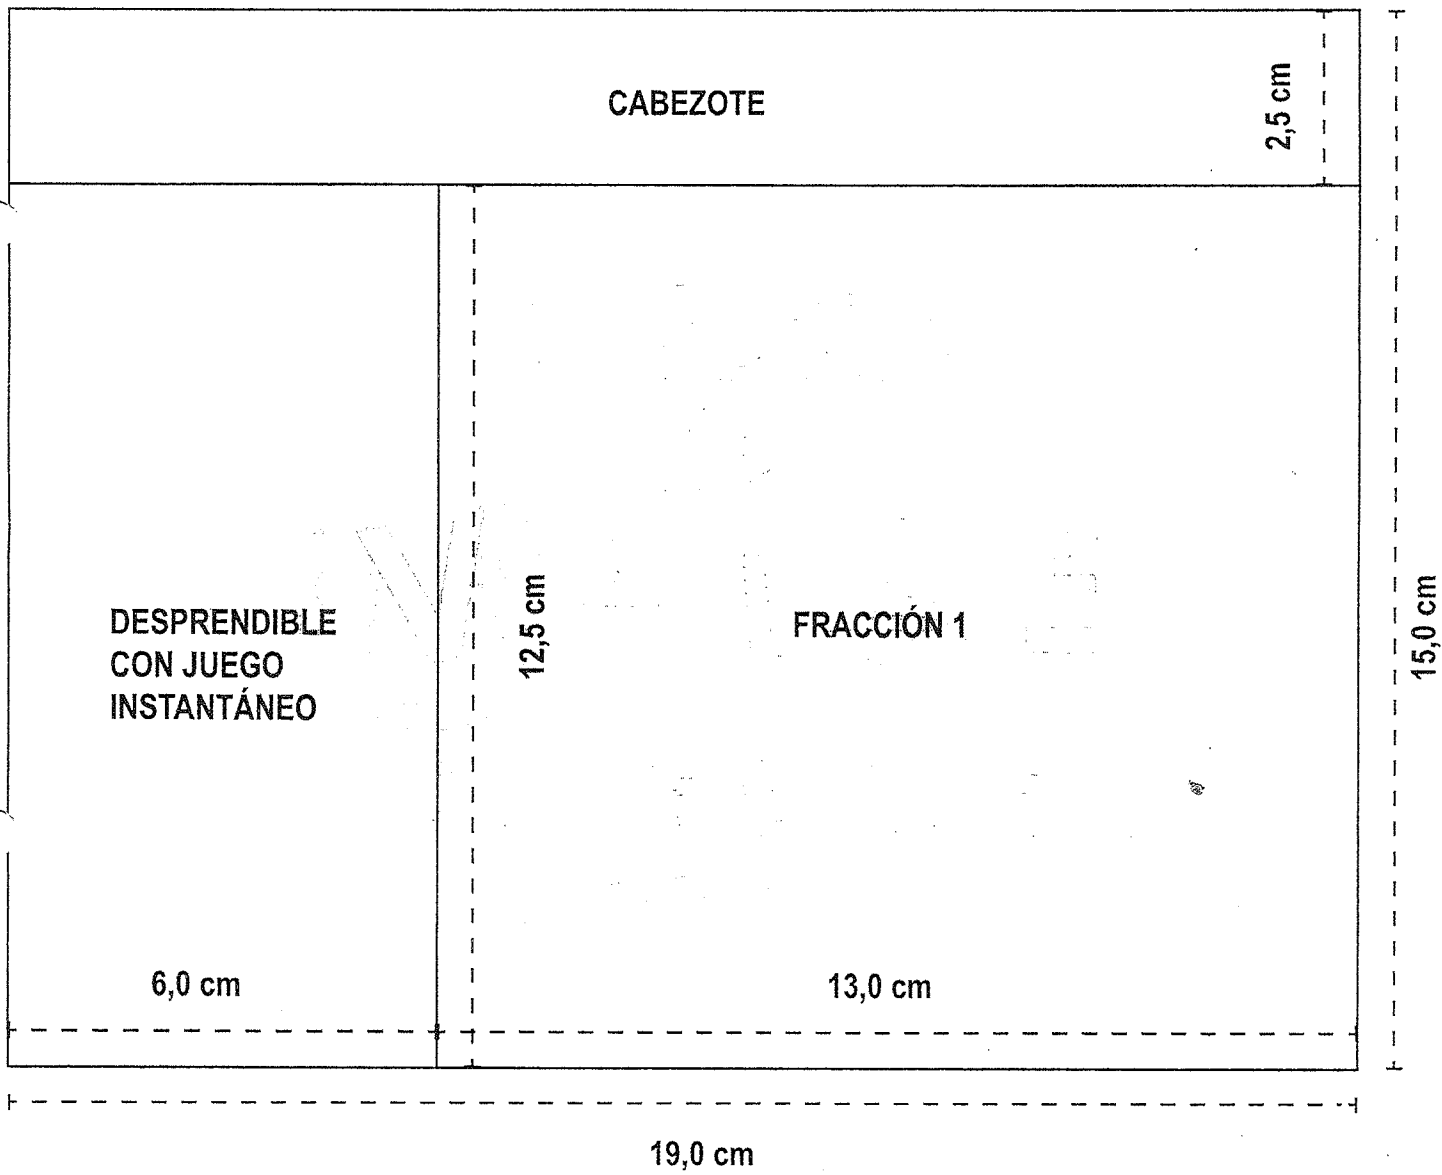 CABEZOTE
2,5 cm
DESPRENDIBLE
CON JUEGO
INSTANTÁNEO
12,5 cm
FRACCIÓN 1
15,0 cm
6,0 cm
13,0 cm
19,0 cm